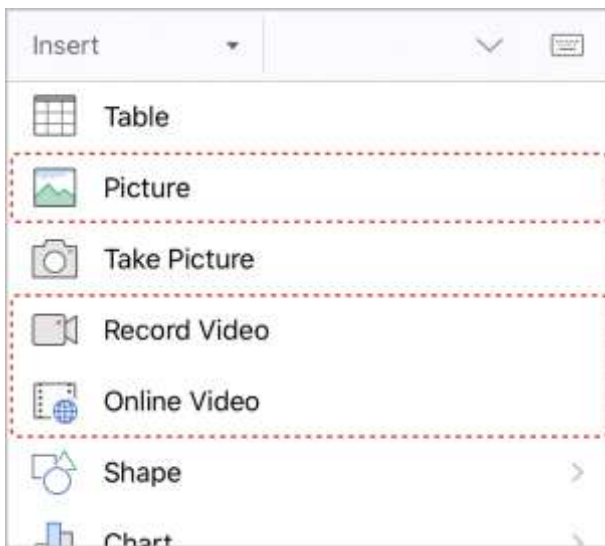 Insert
Table
Picture
Take Picture
Record Video
Online Video
Shape
Chart